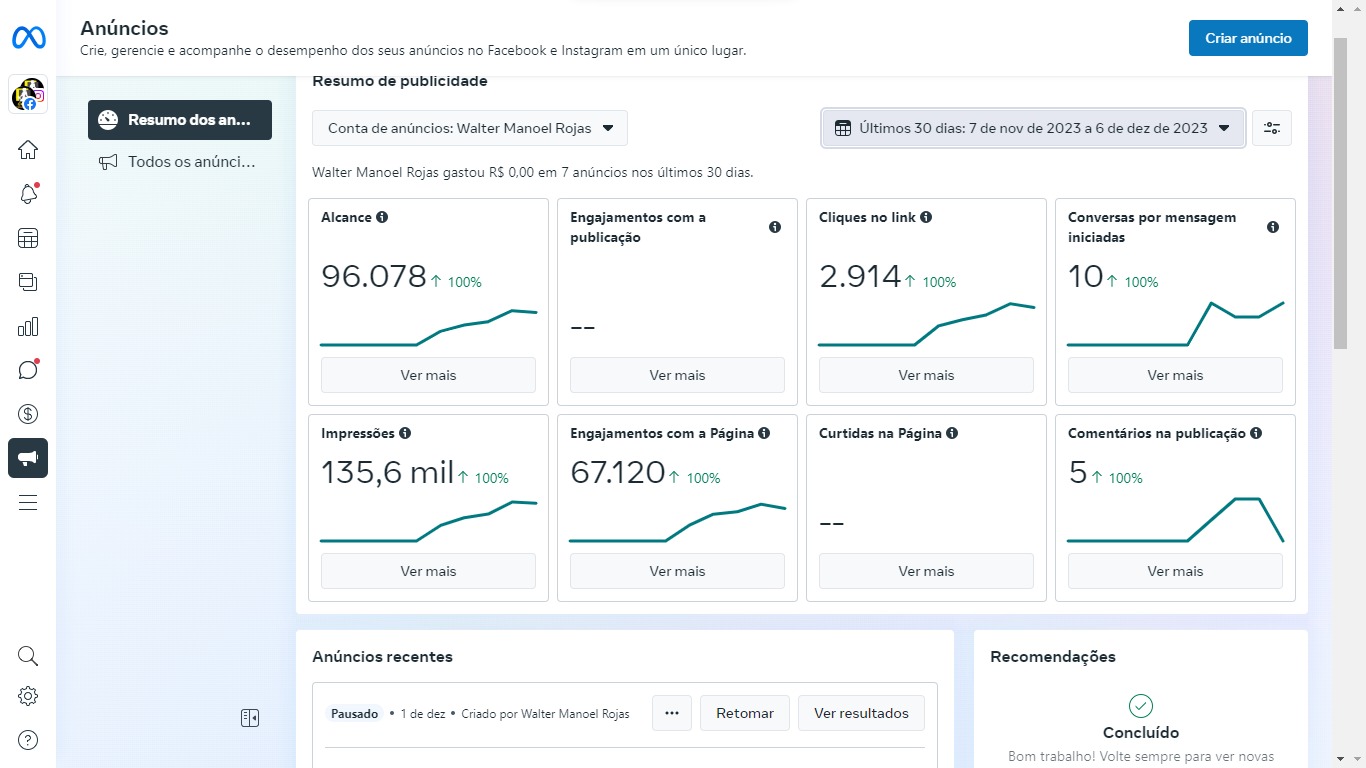 Anúncios
Crie, gerencie e acompanhe o desempenho dos seus anúncios no Facebook e Instagram em um único lugar.
Criar anúncio
Resumo dos an...
Todos os anúnci...
Resumo de publicidade
Conta de anúncios: Walter Manoel Rojas
Últimos 30 dias: 7 de nov de 2023 a 6 de dez de 2023
Walter Manoel Rojas gastou R$ 0,00 em 7 anúncios nos últimos 30 dias.
Alcance
96.078 ↑ 100%
Ver mais
Engajamentos com a
publicação
--
Ver mais
Cliques no link
2.914 ↑ 100%
Ver mais
Conversas por mensagem
iniciadas
10 ↑ 100%
Ver mais
Impressões
135,6 mil ↑ 100%
Ver mais
Engajamentos com a Página
67.120 ↑ 100%
Ver mais
Curtidas na Página
--
Ver mais
Comentários na publicação
5 ↑ 100%
Ver mais
Anúncios recentes
Pausado • 1 de dez • Criado por Walter Manoel Rojas
Retomar
Ver resultados
Recomendações
Concluído
Bom trabalho! Volte sempre para ver novas